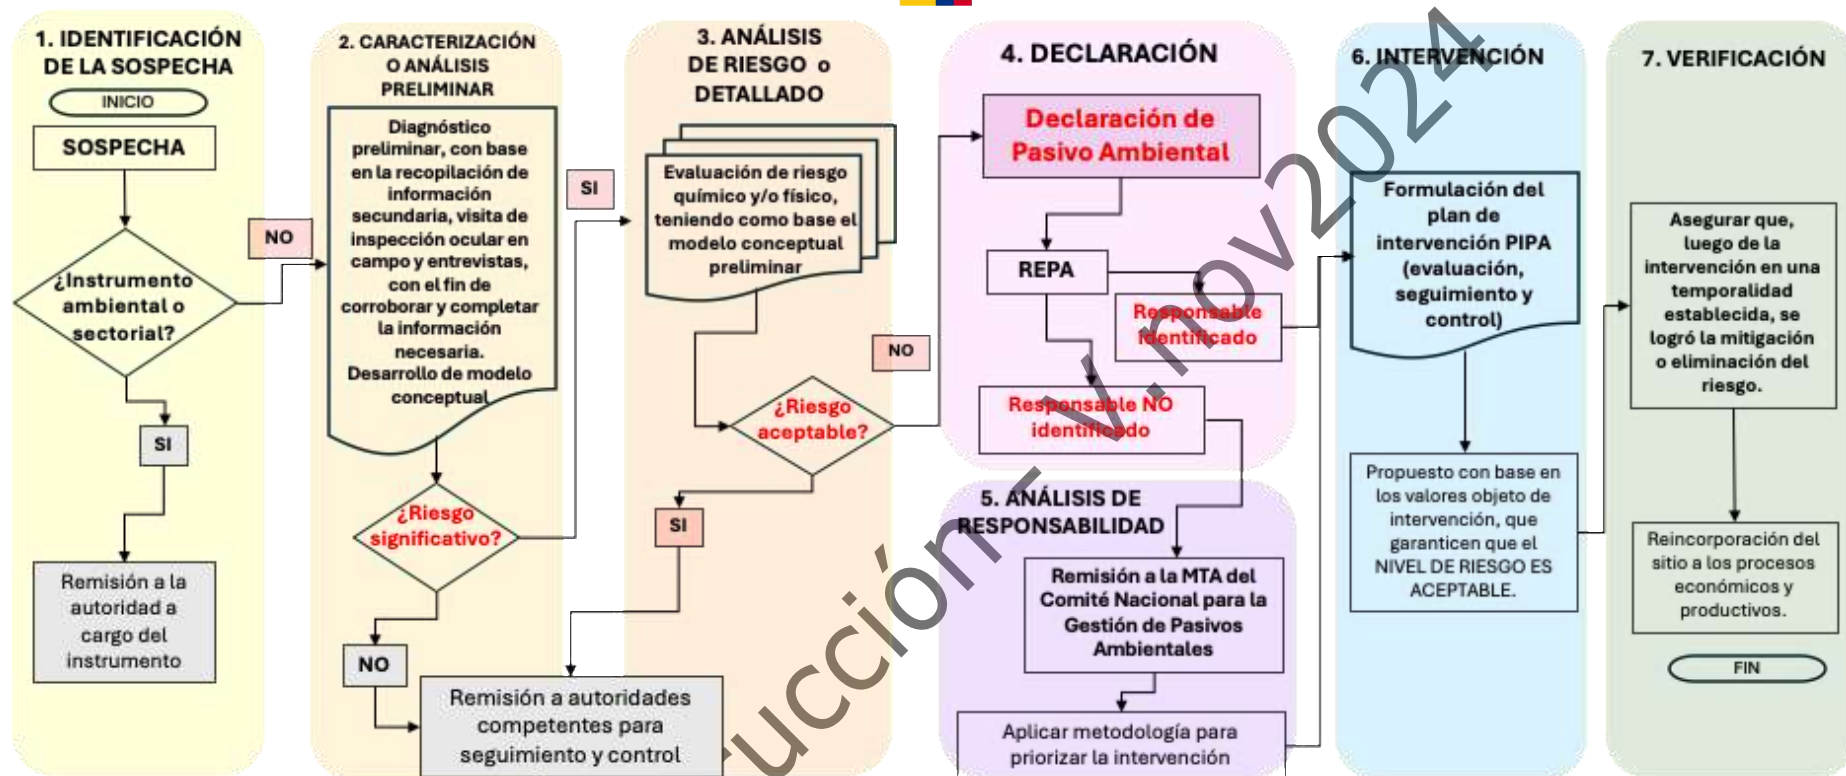 1. IDENTIFICACIÓN
DE LA SOSPECHA
INICIO
SOSPECHA
¿Instrumento
ambiental o
sectorial?
NO
SI
Remisión a la
autoridad a
cargo del
instrumento
2. CARACTERIZACIÓN
O ANÁLISIS
PRELIMINAR
Diagnóstico
preliminar, con base
en la recopilación de
información
secundaria, visita de
inspección ocular en
campo y entrevistas,
con el fin de
corroborar y completar
la información
necesaria.
Desarrollo de modelo
conceptual
¿Riesgo
significativo?
SI
NO
Remisión a autoridades
competentes para
seguimiento y control
3. ANÁLISIS
DE RIESGO o
DETALLADO
Evaluación de riesgo
químico y/o físico,
teniendo como base el
modelo conceptual
preliminar
¿Riesgo
aceptable?
NO
SI
4. DECLARACIÓN
Declaración de
Pasivo Ambiental
REPA
Responsable
identificado
Responsable NO
identificado
5. ANÁLISIS DE
RESPONSABILIDAD
Remisión a la MTA del
Comité Nacional para la
Gestión de Pasivos
Ambientales
Aplicar metodología para
priorizar la intervención
6. INTERVENCIÓN
Formulación del
plan de
intervención PIPA
(evaluación,
seguimiento y
control)
Propuesto con base en
los valores objeto de
intervención, que
garanticen que el
NIVEL DE RIESGO ES
ACEPTABLE.
7. VERIFICACIÓN
Asegurar que,
luego de la
intervención en una
temporalidad
establecida, se
logró la mitigación
o eliminación del
riesgo.
Reincorporación del
sitio a los procesos
económicos y
productivos.
FIN
ucción - V.nov2024